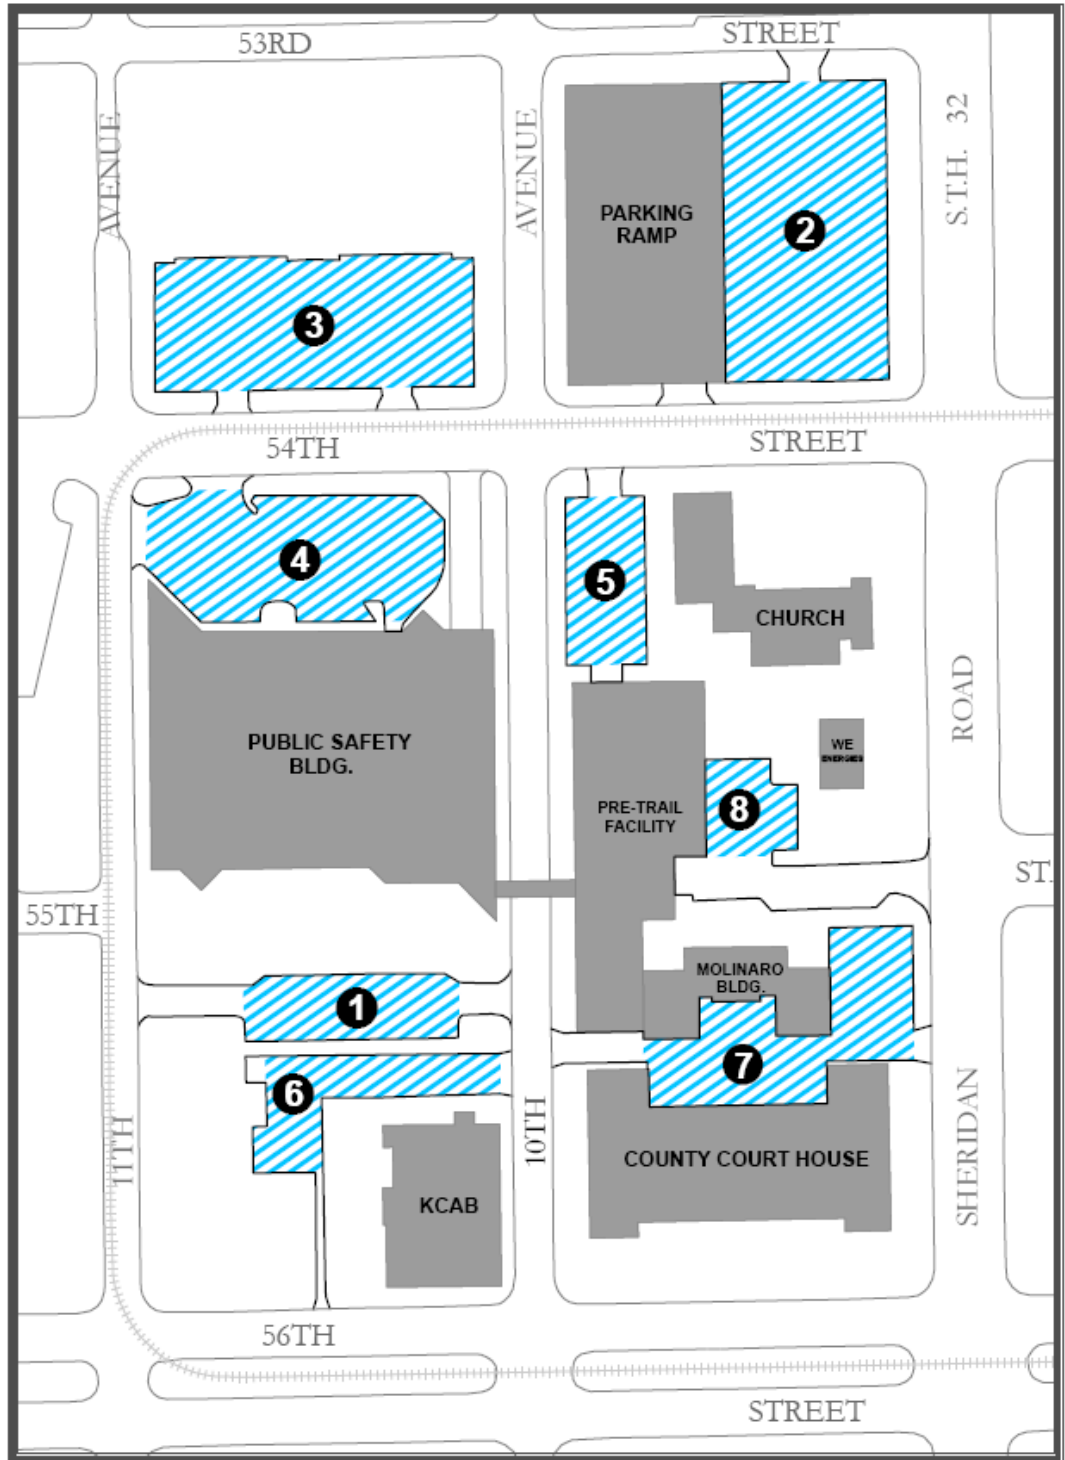 53RD
STREET
AVENUE
AVENUE
S.T.H. 32
PARKING
RAMP
2
3
54TH
STREET
4
5
CHURCH
PUBLIC SAFETY
BLDG.
ROAD
WE
ENERGIES
PRE-TRAIL
FACILITY
8
ST.
55TH
MOLINARO
BLDG.
1
7
6
11TH
10TH
COUNTY COURT HOUSE
SHERIDAN
KCAB
56TH
STREET